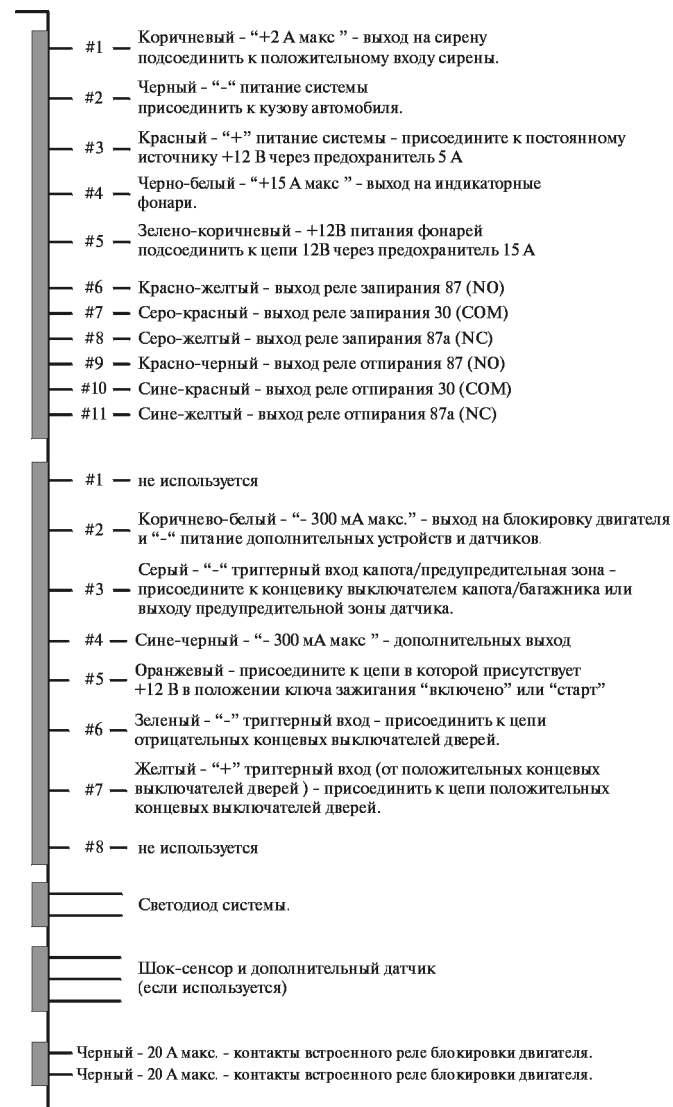 #1 Коричневый - “+2 А макс ” - выход на сирену
подсоединить к положительному входу сирены.
#2 Черный - “-“ питание системы
присоединить к кузову автомобиля.
#3 Красный - “+” питание системы - присоедините к постоянному
источнику +12 В через предохранитель 5 А
#4 Черно-белый - “+15 А макс ” - выход на индикаторные
фонари.
#5 Зелено-коричневый - +12В питания фонарей
подсоединить к цепи 12В через предохранитель 15 А
#6 Красно-желтый - выход реле запирания 87 (NO)
#7 Серо-красный - выход реле запирания 30 (COM)
#8 Серо-желтый - выход реле запирания 87а (NC)
#9 Красно-черный - выход реле отпирания 87 (NO)
#10 Сине-красный - выход реле отпирания 30 (COM)
#11 Сине-желтый - выход реле отпирания 87а (NC)
#1 не используется
#2 Коричнево-белый - “- 300 мА макс.” - выход на блокировку двигателя
и “-“ питание дополнительных устройств и датчиков.
#3 Серый - “-“ триггерный вход капота/предупредительная зона -
присоедините к концевику выключателем капота/багажника или
выходу предупредительной зоны датчика.
#4 Сине-черный - “- 300 мА макс ” - дополнительных выход
#5 Оранжевый - присоедините к цепи в которой присутствует
+12 В в положении ключа зажигания “включено” или “старт”
#6 Зеленый - “-” триггерный вход - присоединить к цепи
отрицательных концевых выключателей дверей.
#7 Желтый - “+” триггерный вход (от положительных концевых
выключателей дверей ) - присоединить к цепи положительных
концевых выключателей дверей.
#8 не используется
Светодиод системы.
Шок-сенсор и дополнительный датчик
(если используется)
Черный - 20 А макс. - контакты встроенного реле блокировки двигателя.
Черный - 20 А макс. - контакты встроенного реле блокировки двигателя.